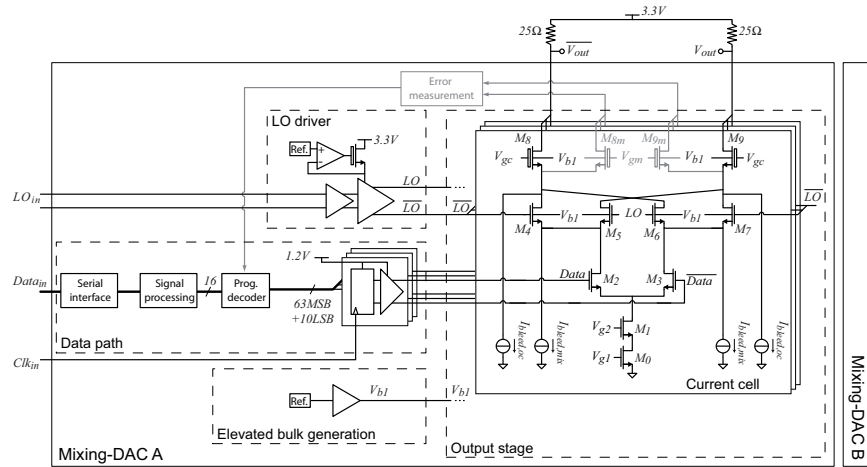 3.3V
25Ω
25Ω
Vout
Vout
Error
measurement
LO driver
Ref.
+
−
3.3V
LO
LO
LOin
M8
M8m
M9m
M9
Vgc
Vb1
Vgm
Vb1
Vgc
LO
M4
Vb1
M5
LO
M6
Vb1
M7
LO
1.2V
Datain
Serial
interface
Signal
processing
16
Prog.
decoder
63MSB
+10LSB
Data path
Clkin
Data
M2
M3
Data
Vg2
M1
Vg1
M0
Ibleed,oc
Ibleed,mix
Ibleed,mix
Ibleed,oc
Current cell
Ref.
Vb1
Vb1
Elevated bulk generation
Mixing-DAC A
Output stage
Mixing-DAC B